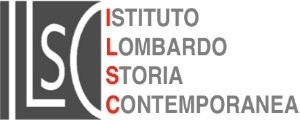 ILSC
ISTITUTO
LOMBARDO
STORIA
CONTEMPORANEA